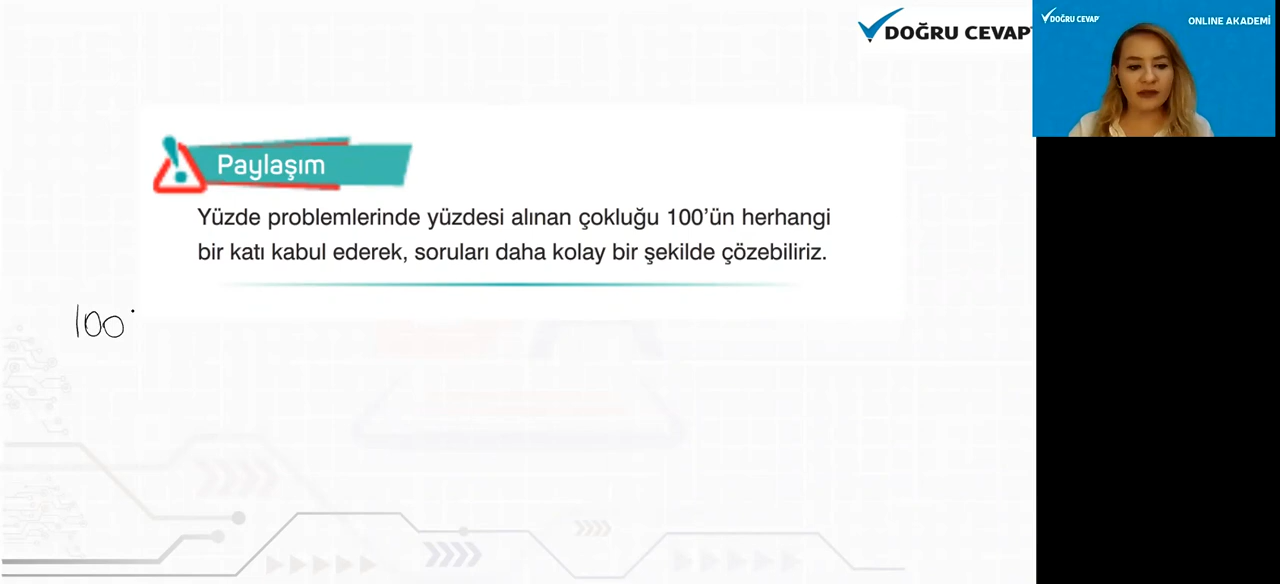 DOĞRU CEVAP
DOĞRU CEVAP
ONLINE AKADEMİ
Paylaşım
Yüzde problemlerinde yüzdesi alınan çokluğu 100'ün herhangi
bir katı kabul ederek, soruları daha kolay bir şekilde çözebiliriz.
100